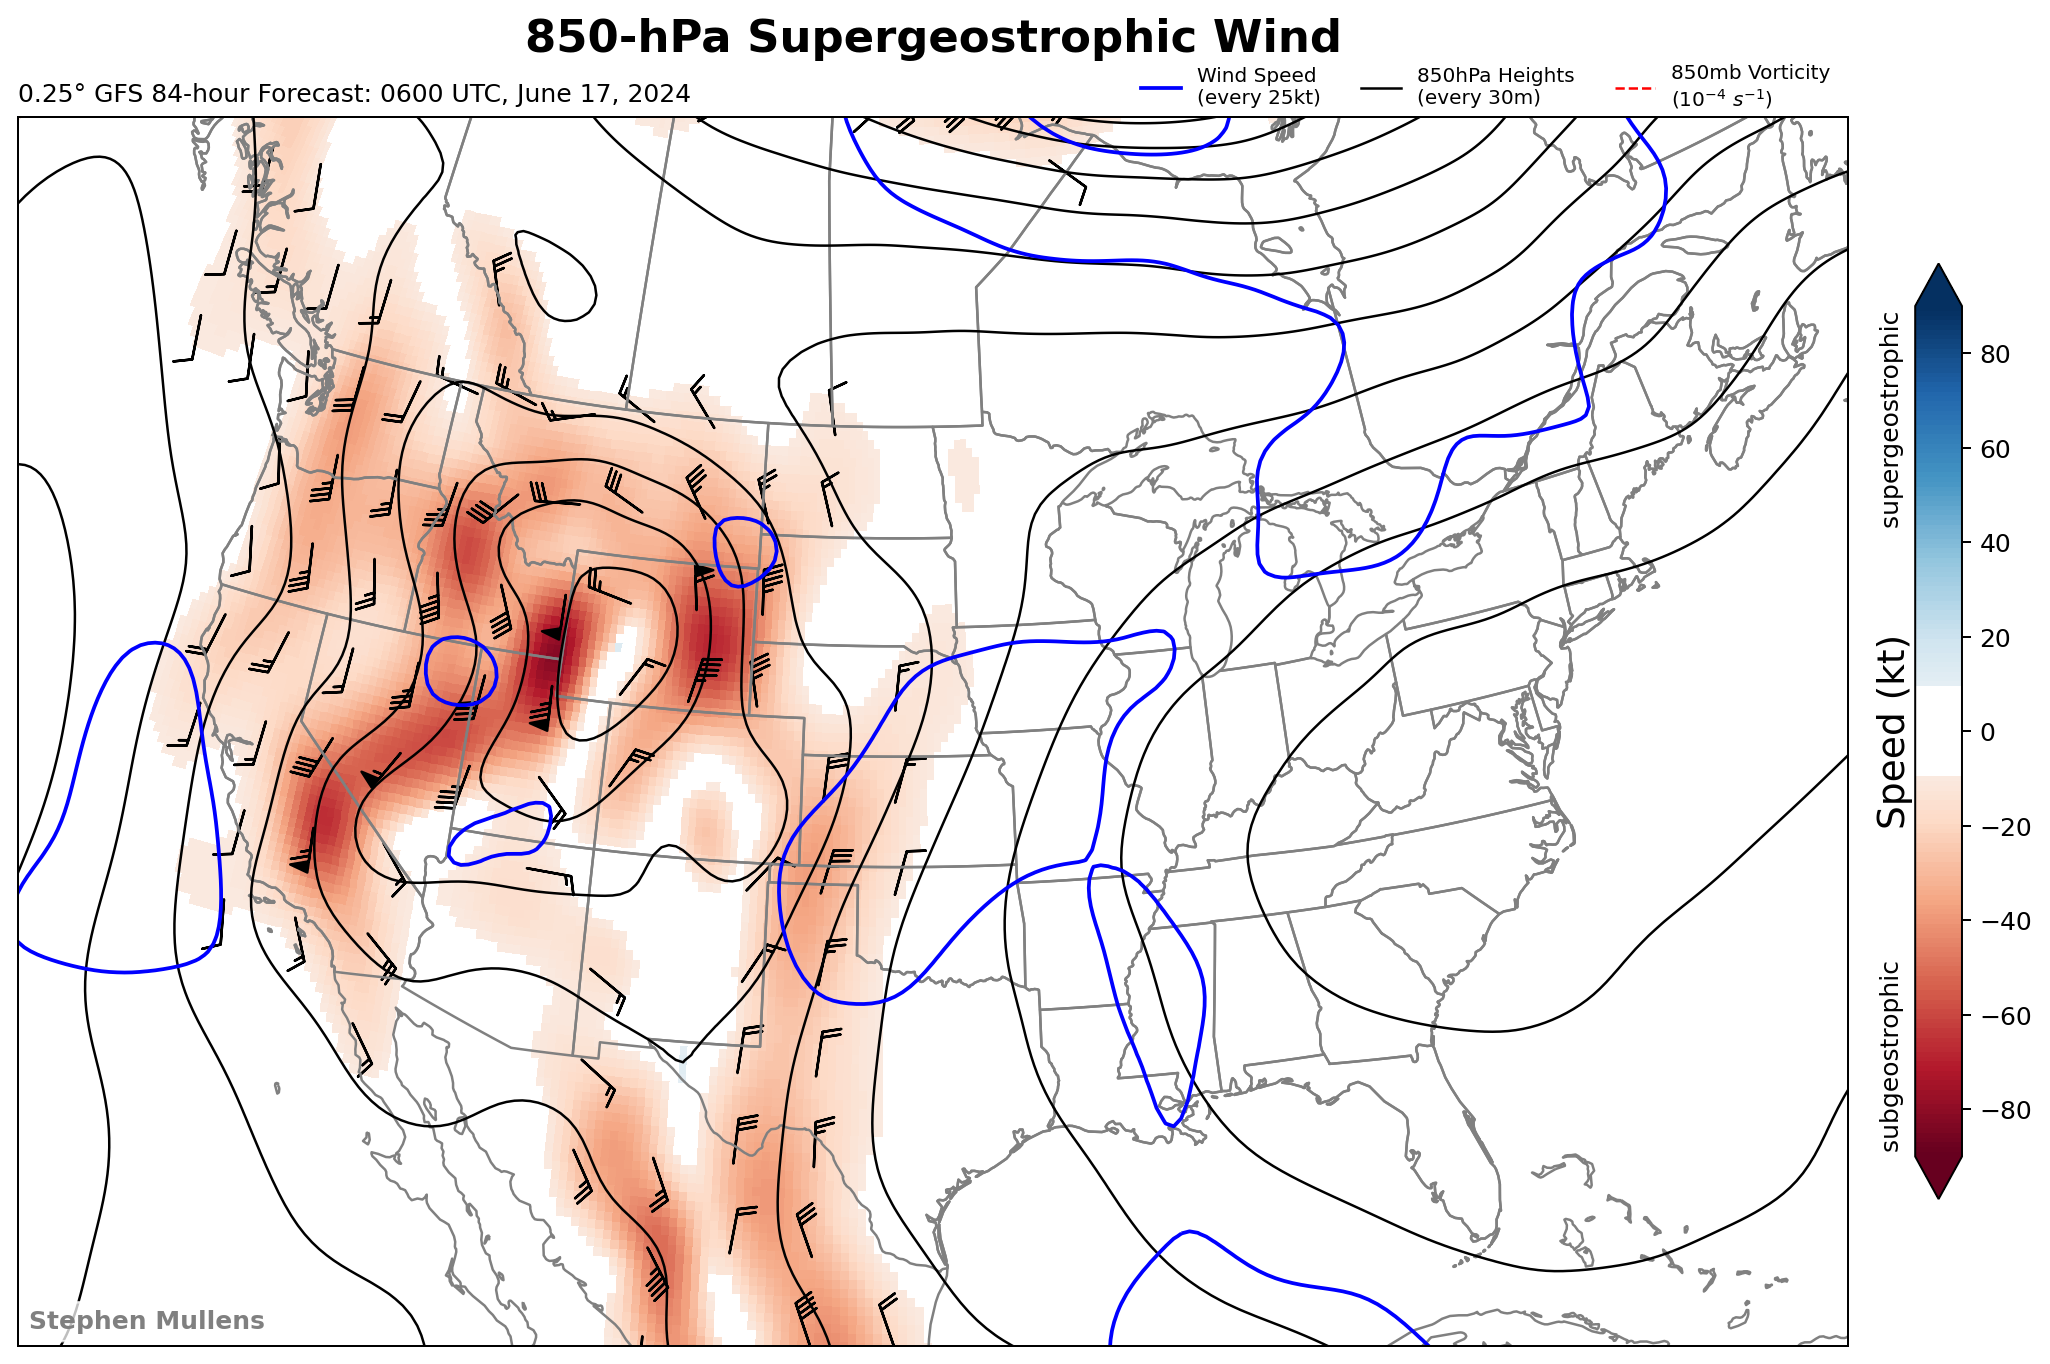 850-hPa Supergeostrophic Wind
0.25° GFS 84-hour Forecast: 0600 UTC, June 17, 2024
Wind Speed
(every 25kt)
850hPa Heights
(every 30m)
850mb Vorticity
(10⁻⁴ s⁻¹)
supergeostrophic
Speed (kt)
subgeostrophic
80
60
40
20
0
−20
−40
−60
−80
Stephen Mullens